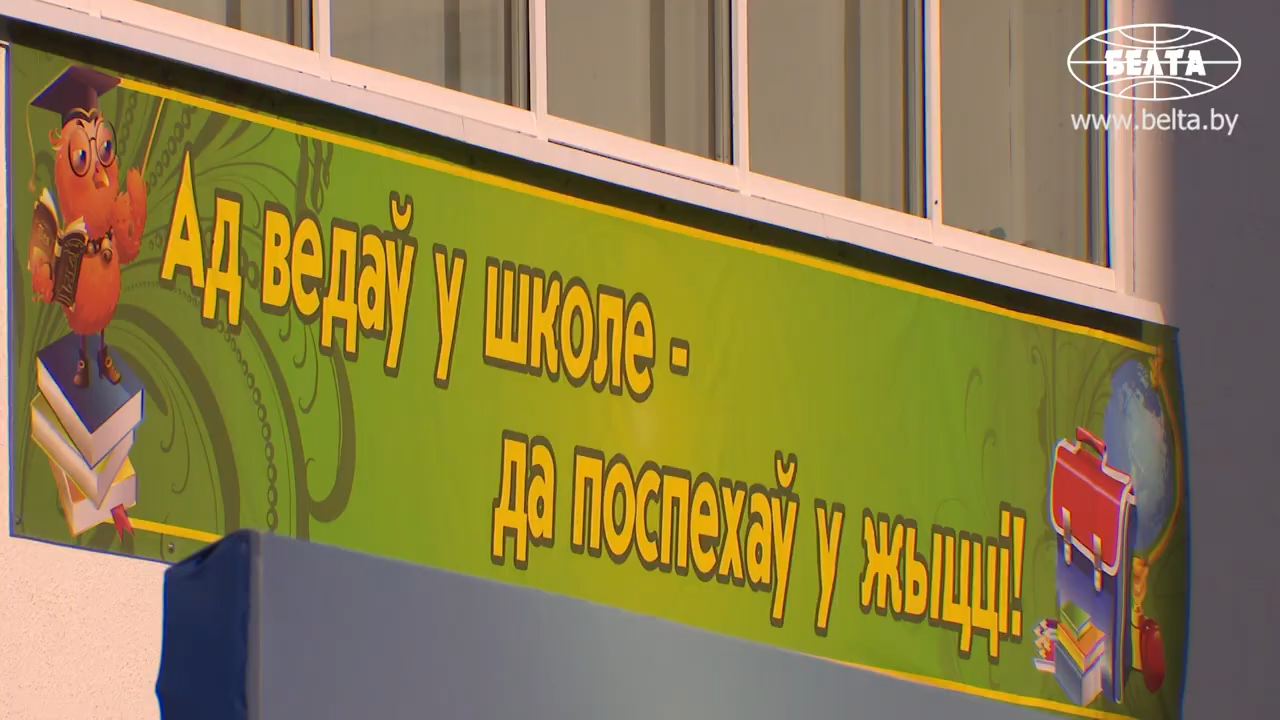 БЕЛТА
www.belta.by
Ад ведаў у школе -
да поспехаў у жыцці!